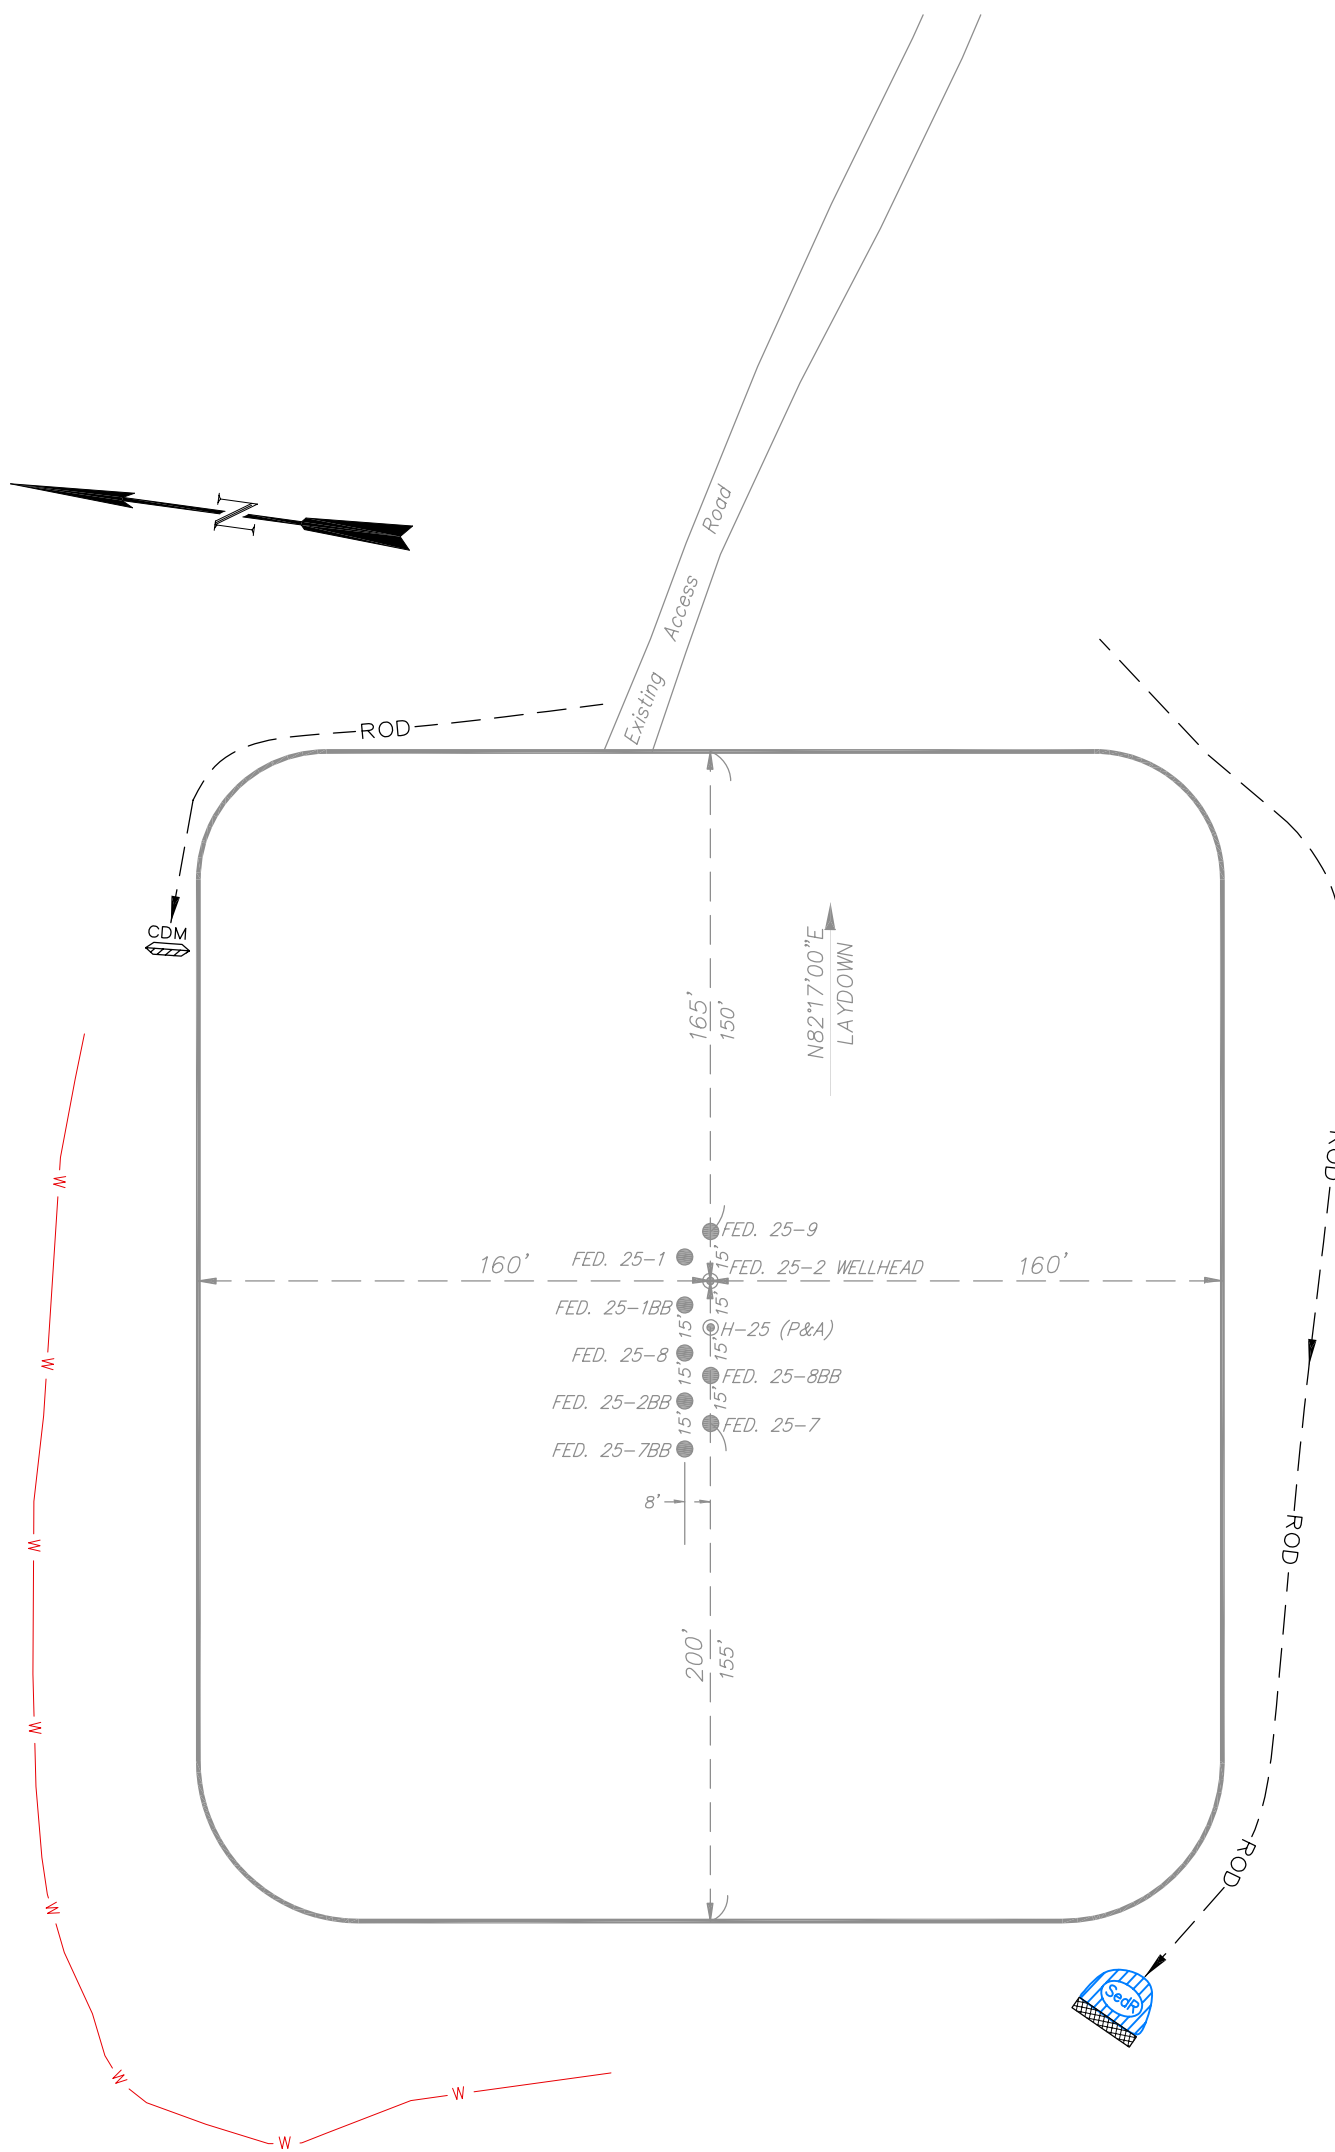 Existing Access Road
N
ROD
CDM
N82°17'00"E
LAYDOWN
165'
150'
ROD
W
FED. 25-9
FED. 25-1
15'
160'
FED. 25-2 WELLHEAD
160'
FED. 25-1BB
15'
15'
H-25 (P&A)
FED. 25-8
15'
W
15'
FED. 25-8BB
FED. 25-2BB
15'
15'
FED. 25-7
FED. 25-7BB
8'
W
ROD
200'
155'
W
ROD
W
SedR
W
W
W